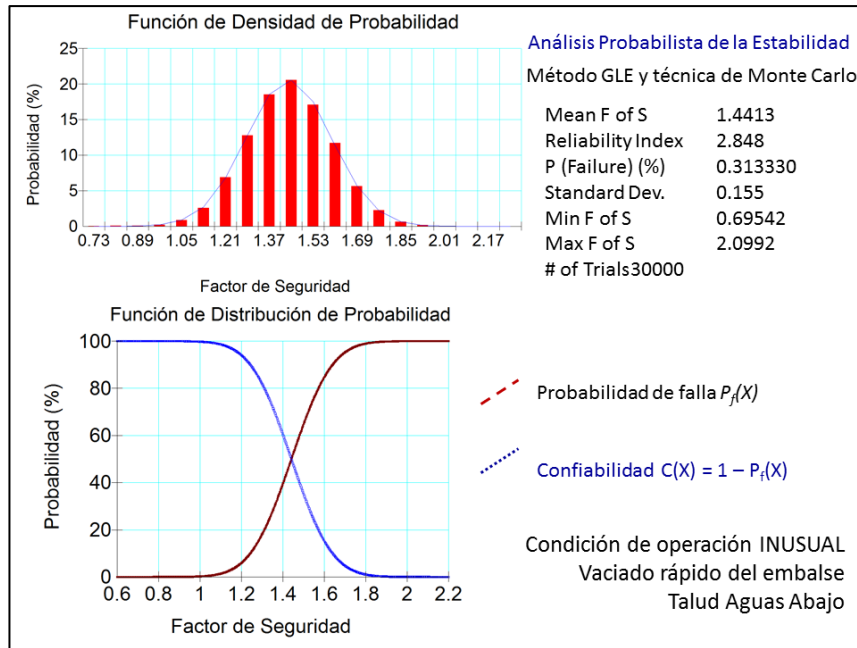 Función de Densidad de Probabilidad
25
20
15
10
5
0
Probabilidad (%)
0.73 0.89 1.05 1.21 1.37 1.53 1.69 1.85 2.01 2.17
Factor de Seguridad
Análisis Probabilista de la Estabilidad
Método GLE y técnica de Monte Carlo
Mean F of S 1.4413
Reliability Index 2.848
P (Failure) (%) 0.313330
Standard Dev. 0.155
Min F of S 0.69542
Max F of S 2.0992
# of Trials30000
Función de Distribución de Probabilidad
100
80
60
40
20
0
Probabilidad (%)
0.6 0.8 1 1.2 1.4 1.6 1.8 2 2.2
Factor de Seguridad
Probabilidad de falla Pf(X)
Confiabilidad C(X) = 1 – Pf(X)
Condición de operación INUSUAL
Vaciado rápido del embalse
Talud Aguas Abajo